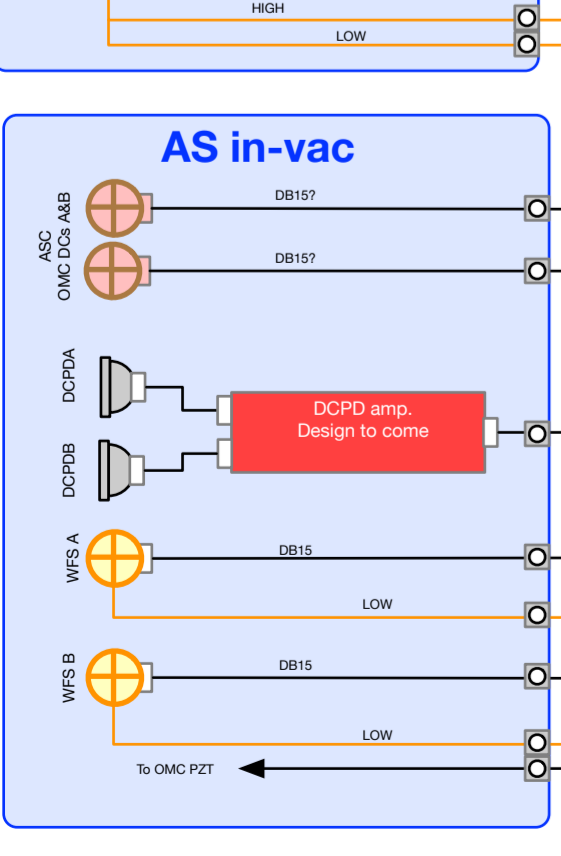 HIGH
LOW
AS in-vac
ASC
OMC DCs A&B
DB15?
DB15?
DCPDA
DCPD amp.
Design to come
DCPDB
WFS A
DB15
LOW
WFS B
DB15
LOW
To OMC PZT